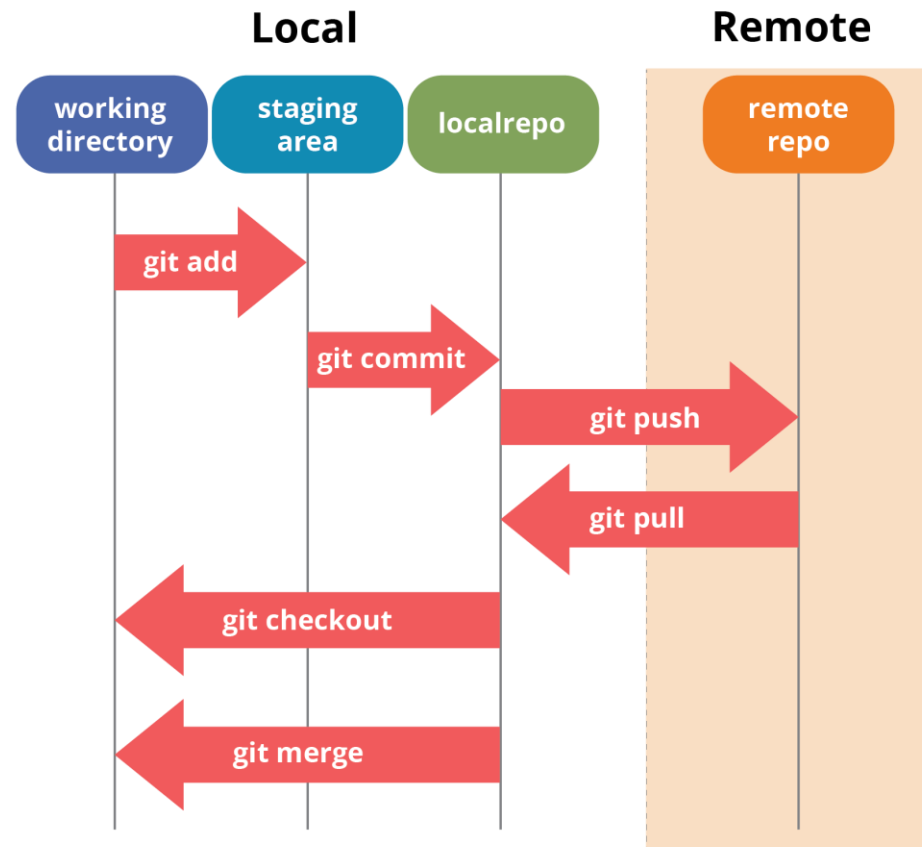 Local
Remote
working
directory
staging
area
localrepo
remote
repo
git add
git commit
git push
git pull
git checkout
git merge